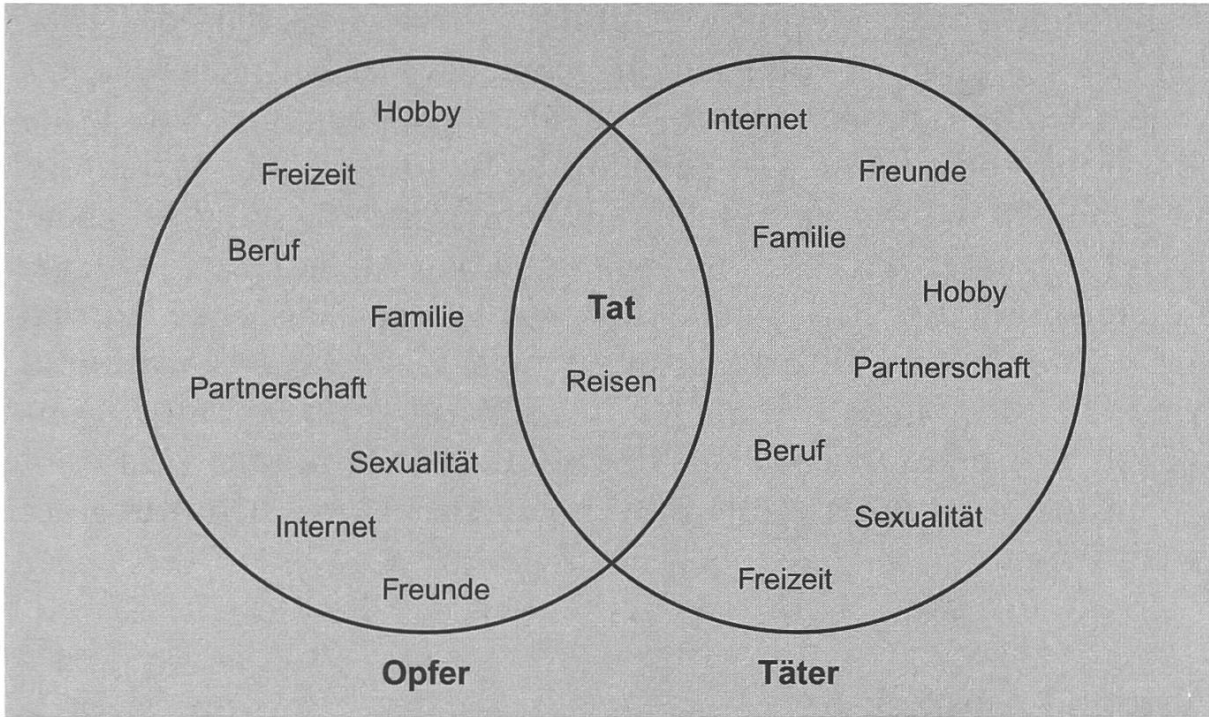 Hobby
Freizeit
Beruf
Familie
Partnerschaft
Sexualität
Internet
Freunde
Tat
Reisen
Internet
Freunde
Familie
Hobby
Partnerschaft
Beruf
Sexualität
Freizeit
Opfer
Täter